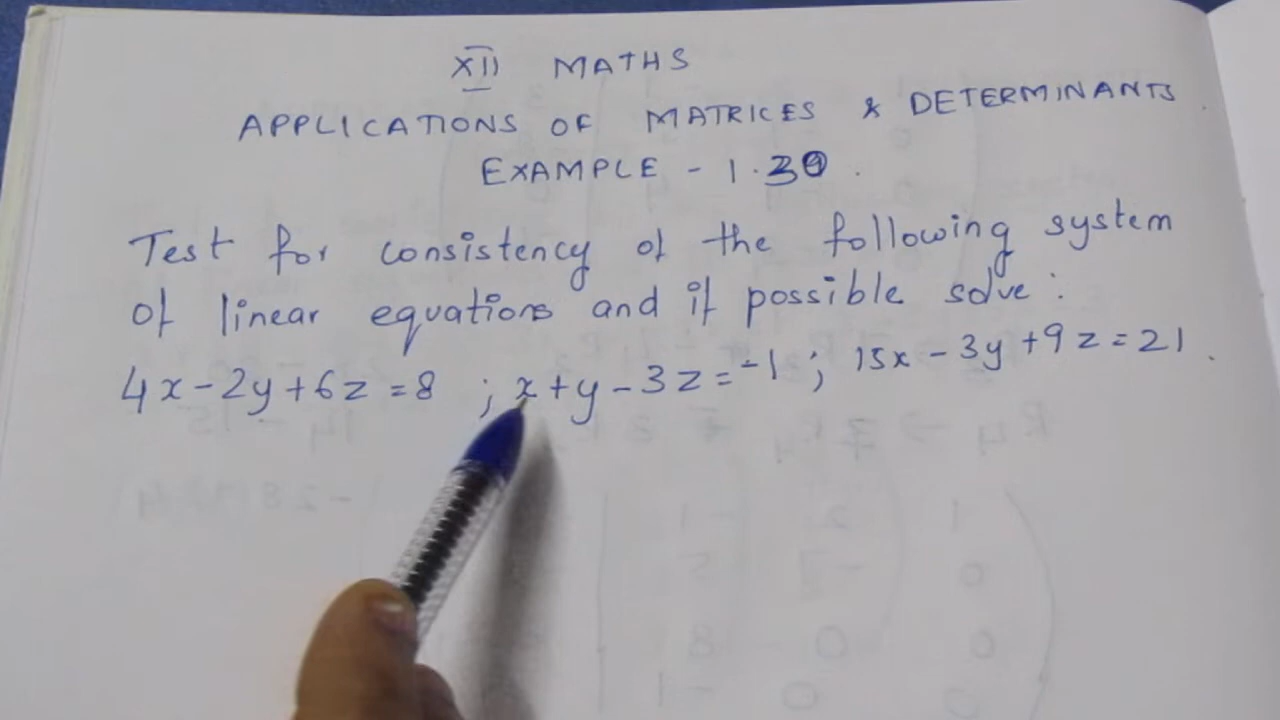 XII MATHS
APPLICATIONS OF MATRICES & DETERMINANTS
EXAMPLE - 1.30.
Test for consistency of the following system
of linear equations and if possible solve :
4x-2y+6z=8 ; x+y-3z=-1 ; 15x-3y+9z=21.